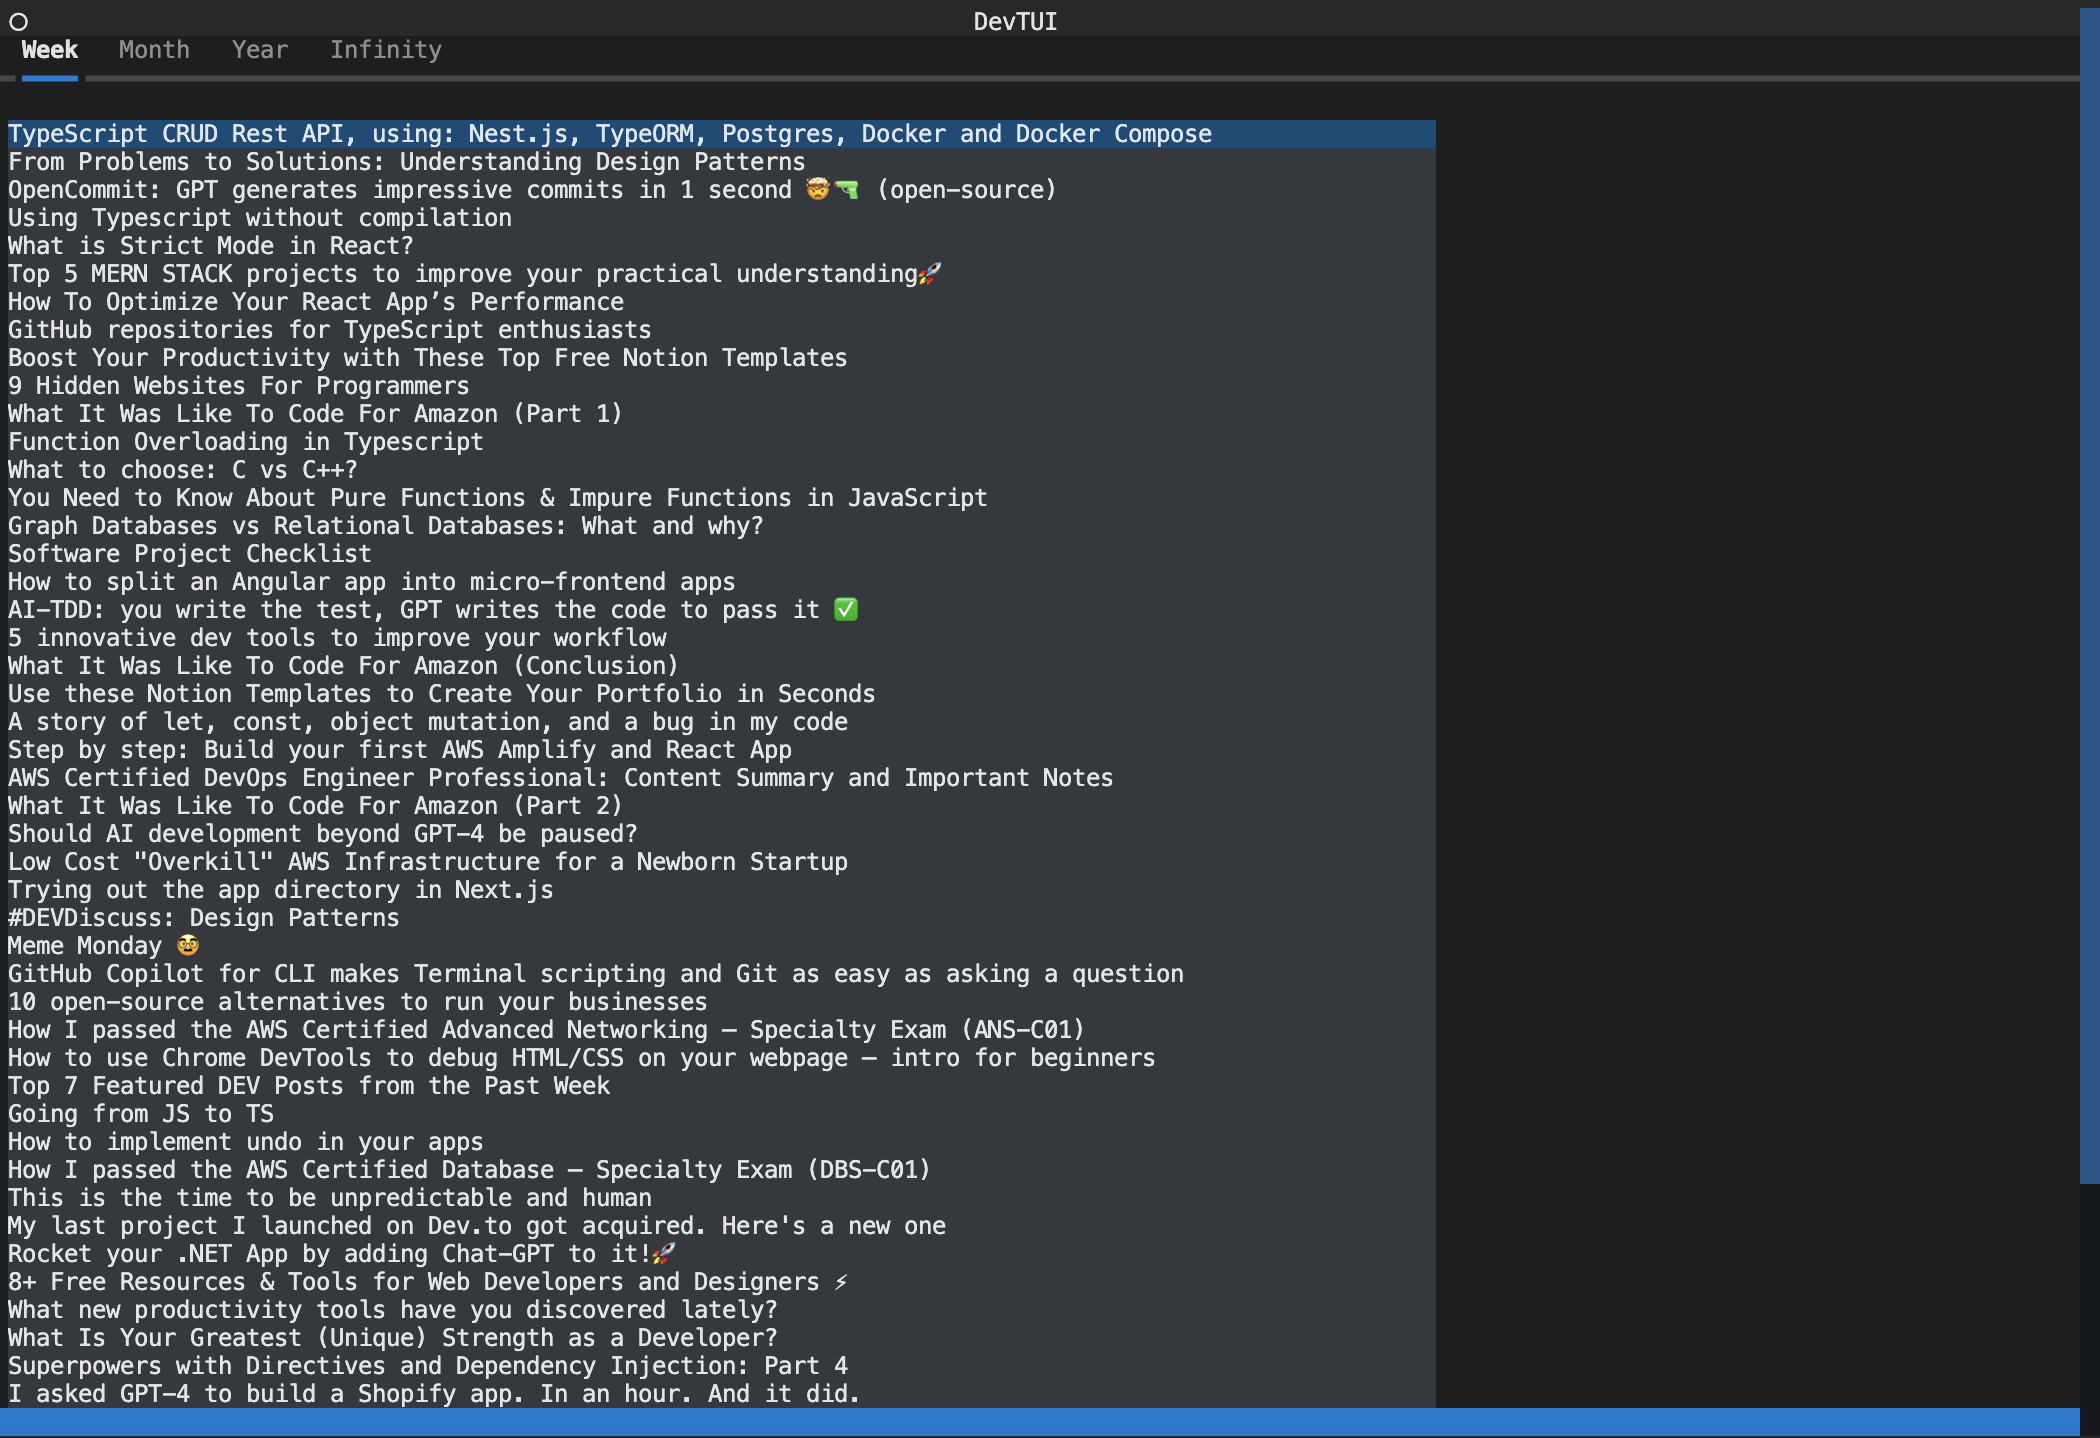 DevTUI
Week Month Year Infinity
TypeScript CRUD Rest API, using: Nest.js, TypeORM, Postgres, Docker and Docker Compose
From Problems to Solutions: Understanding Design Patterns
OpenCommit: GPT generates impressive commits in 1 second 🤯🔫 (open-source)
Using Typescript without compilation
What is Strict Mode in React?
Top 5 MERN STACK projects to improve your practical understanding🚀
How To Optimize Your React App’s Performance
GitHub repositories for TypeScript enthusiasts
Boost Your Productivity with These Top Free Notion Templates
9 Hidden Websites For Programmers
What It Was Like To Code For Amazon (Part 1)
Function Overloading in Typescript
What to choose: C vs C++?
You Need to Know About Pure Functions & Impure Functions in JavaScript
Graph Databases vs Relational Databases: What and why?
Software Project Checklist
How to split an Angular app into micro-frontend apps
AI-TDD: you write the test, GPT writes the code to pass it ✅
5 innovative dev tools to improve your workflow
What It Was Like To Code For Amazon (Conclusion)
Use these Notion Templates to Create Your Portfolio in Seconds
A story of let, const, object mutation, and a bug in my code
Step by step: Build your first AWS Amplify and React App
AWS Certified DevOps Engineer Professional: Content Summary and Important Notes
What It Was Like To Code For Amazon (Part 2)
Should AI development beyond GPT-4 be paused?
Low Cost "Overkill" AWS Infrastructure for a Newborn Startup
Trying out the app directory in Next.js
#DEVDiscuss: Design Patterns
Meme Monday 🥸
GitHub Copilot for CLI makes Terminal scripting and Git as easy as asking a question
10 open-source alternatives to run your businesses
How I passed the AWS Certified Advanced Networking – Specialty Exam (ANS-C01)
How to use Chrome DevTools to debug HTML/CSS on your webpage – intro for beginners
Top 7 Featured DEV Posts from the Past Week
Going from JS to TS
How to implement undo in your apps
How I passed the AWS Certified Database – Specialty Exam (DBS-C01)
This is the time to be unpredictable and human
My last project I launched on Dev.to got acquired. Here's a new one
Rocket your .NET App by adding Chat-GPT to it!🚀
8+ Free Resources & Tools for Web Developers and Designers ⚡
What new productivity tools have you discovered lately?
What Is Your Greatest (Unique) Strength as a Developer?
Superpowers with Directives and Dependency Injection: Part 4
I asked GPT-4 to build a Shopify app. In an hour. And it did.